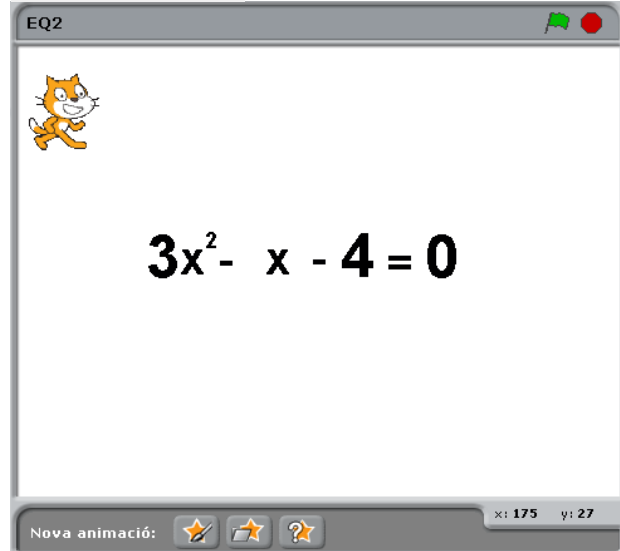 EQ2
3x²- x - 4 = 0
Nova animació:
x: 175 y: 27